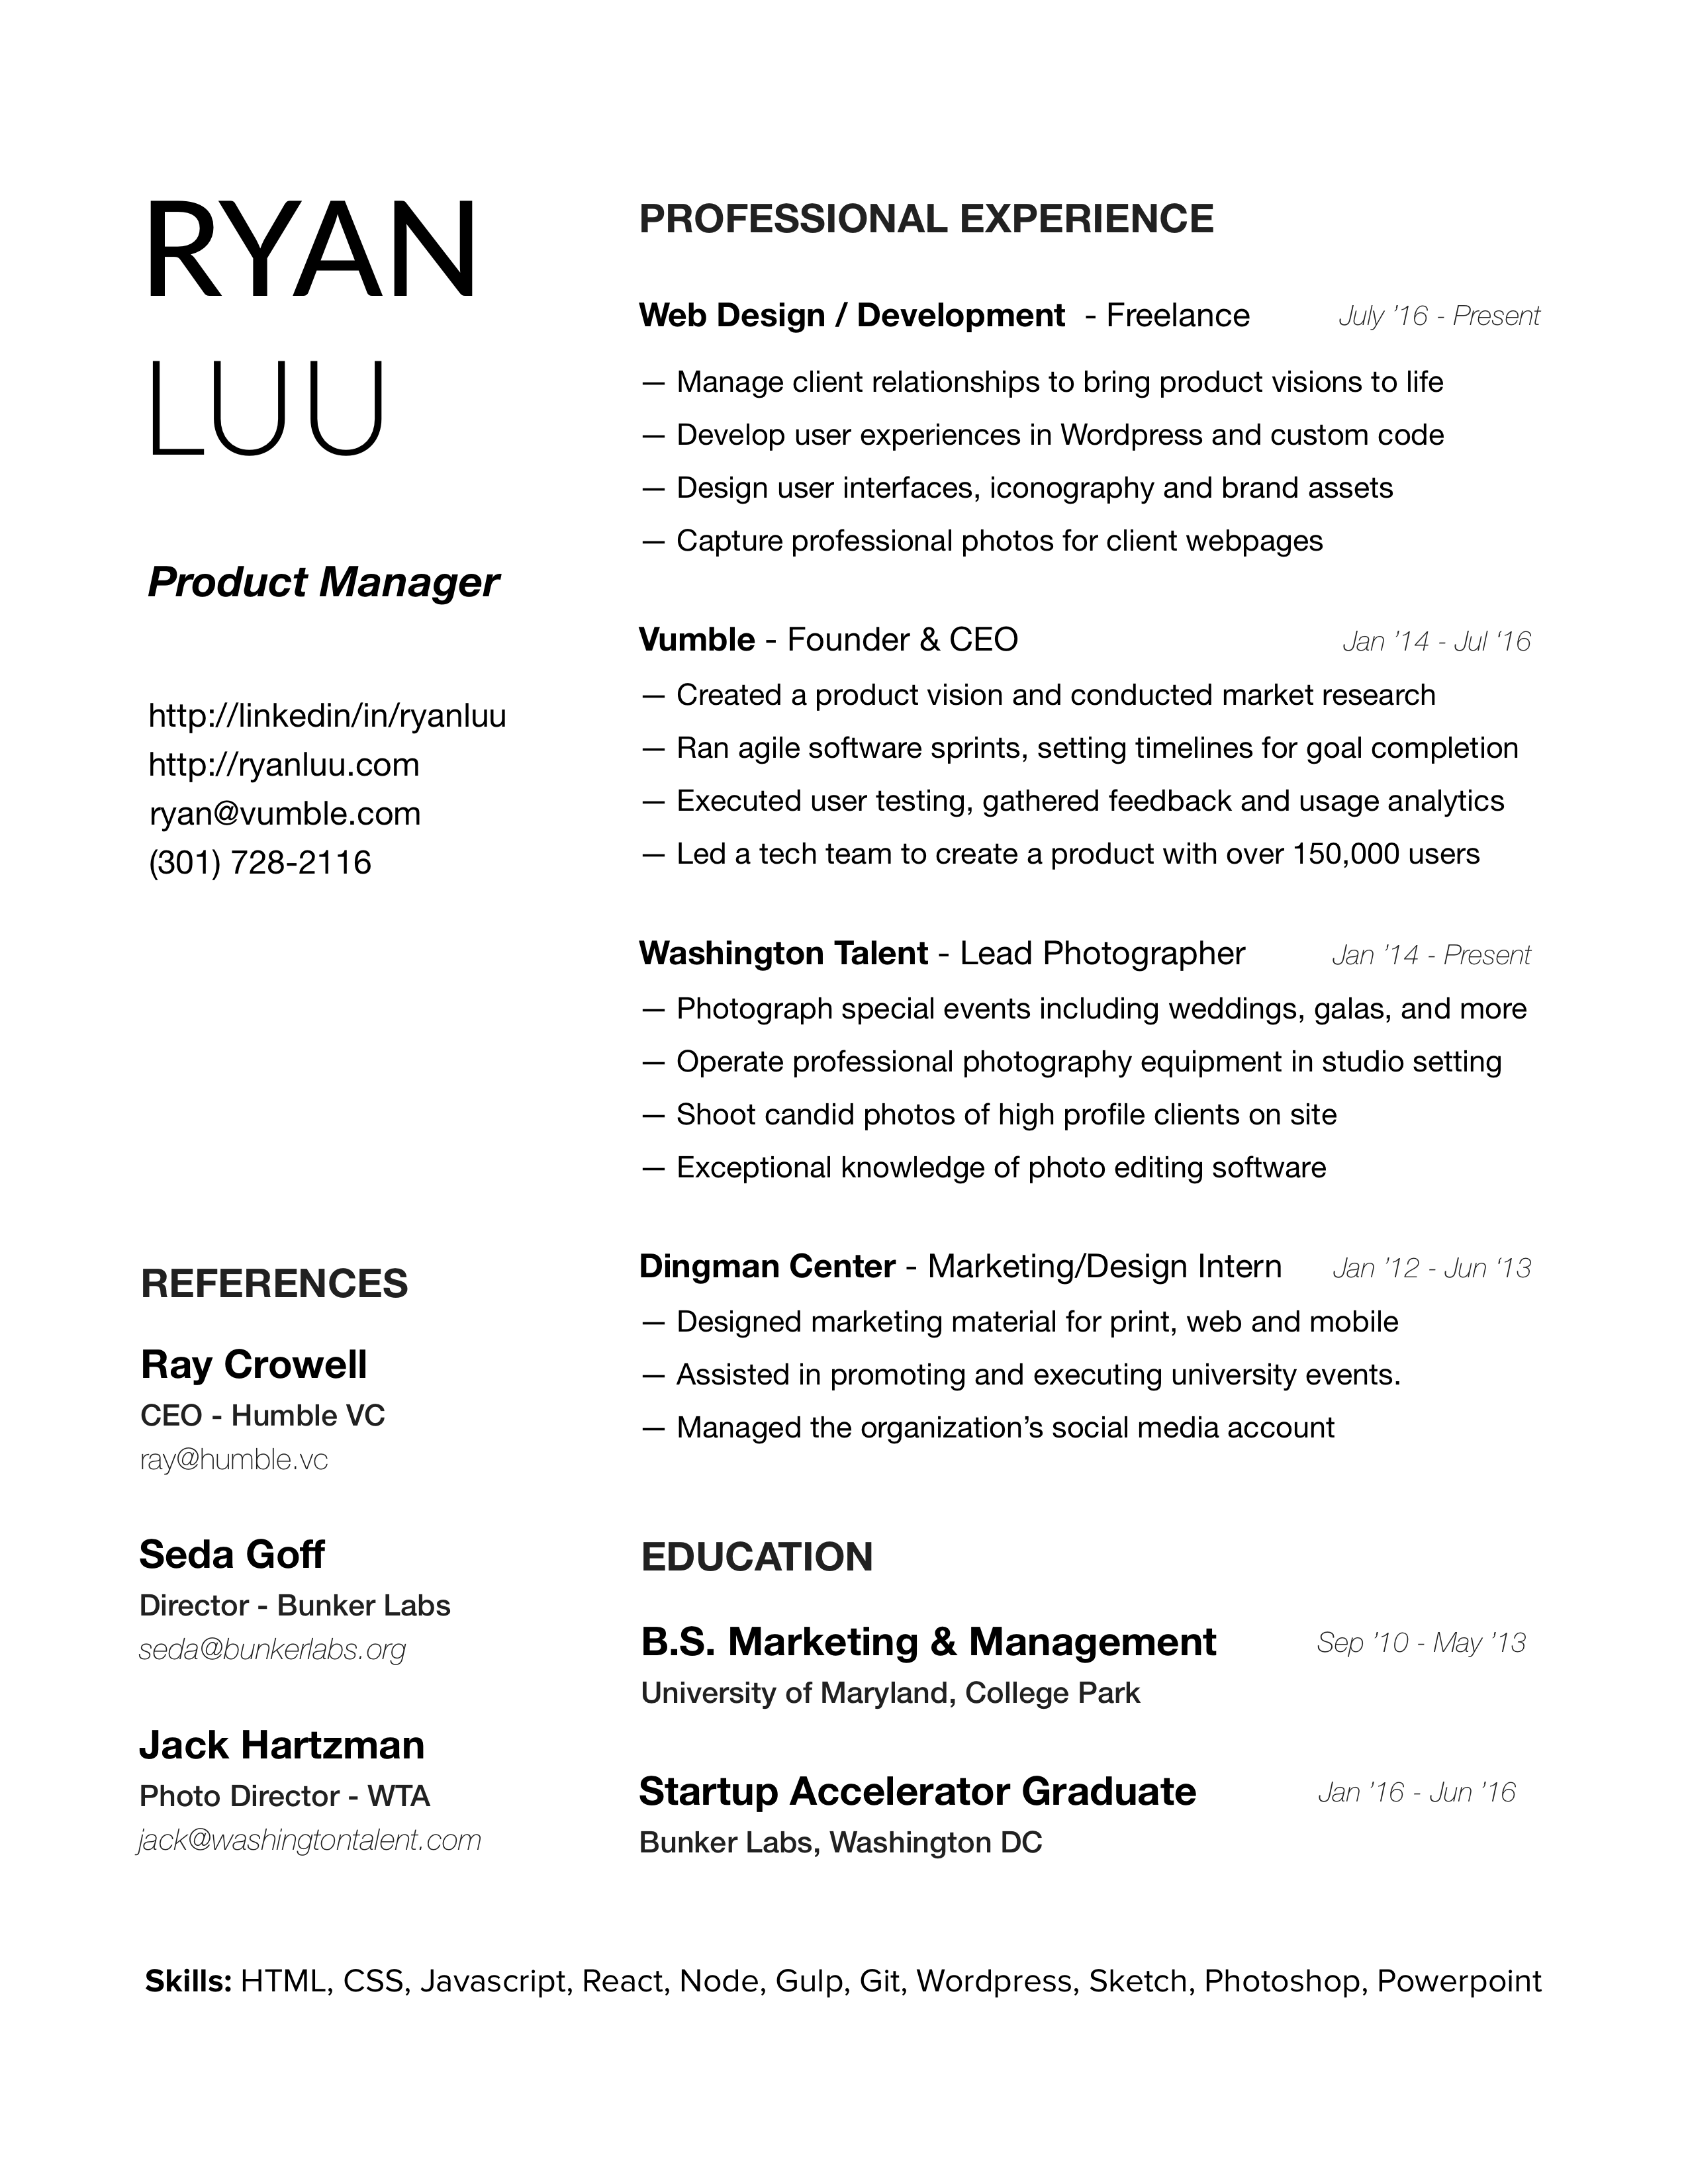 RYAN
LUU
Product Manager
http://linkedin/in/ryanluu
http://ryanluu.com
ryan@vumble.com
(301) 728-2116
REFERENCES
Ray Crowell
CEO - Humble VC
ray@humble.vc
Seda Goff
Director - Bunker Labs
seda@bunkerlabs.org
Jack Hartzman
Photo Director - WTA
jack@washingtontalent.com
PROFESSIONAL EXPERIENCE
Web Design / Development - Freelance July ’16 - Present
— Manage client relationships to bring product visions to life
— Develop user experiences in Wordpress and custom code
— Design user interfaces, iconography and brand assets
— Capture professional photos for client webpages
Vumble - Founder & CEO Jan ’14 - Jul ‘16
— Created a product vision and conducted market research
— Ran agile software sprints, setting timelines for goal completion
— Executed user testing, gathered feedback and usage analytics
— Led a tech team to create a product with over 150,000 users
Washington Talent - Lead Photographer Jan ’14 - Present
— Photograph special events including weddings, galas, and more
— Operate professional photography equipment in studio setting
— Shoot candid photos of high profile clients on site
— Exceptional knowledge of photo editing software
Dingman Center - Marketing/Design Intern Jan ’12 - Jun ‘13
— Designed marketing material for print, web and mobile
— Assisted in promoting and executing university events.
— Managed the organization’s social media account
EDUCATION
B.S. Marketing & Management Sep ’10 - May ’13
University of Maryland, College Park
Startup Accelerator Graduate Jan ’16 - Jun ’16
Bunker Labs, Washington DC
Skills: HTML, CSS, Javascript, React, Node, Gulp, Git, Wordpress, Sketch, Photoshop, Powerpoint